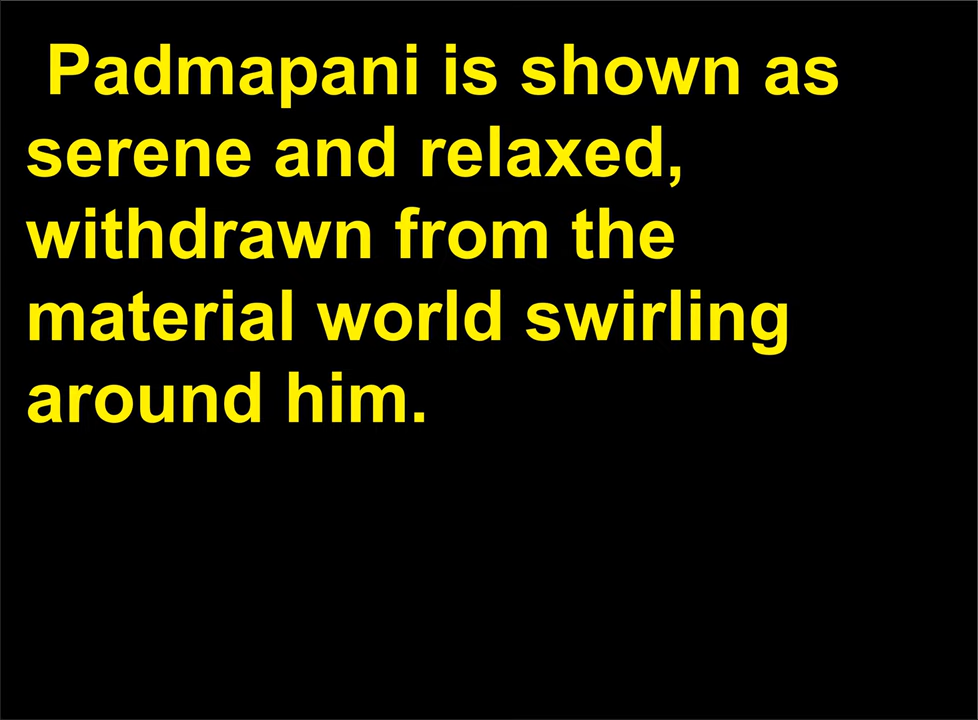 Padmapani is shown as
serene and relaxed,
withdrawn from the
material world swirling
around him.